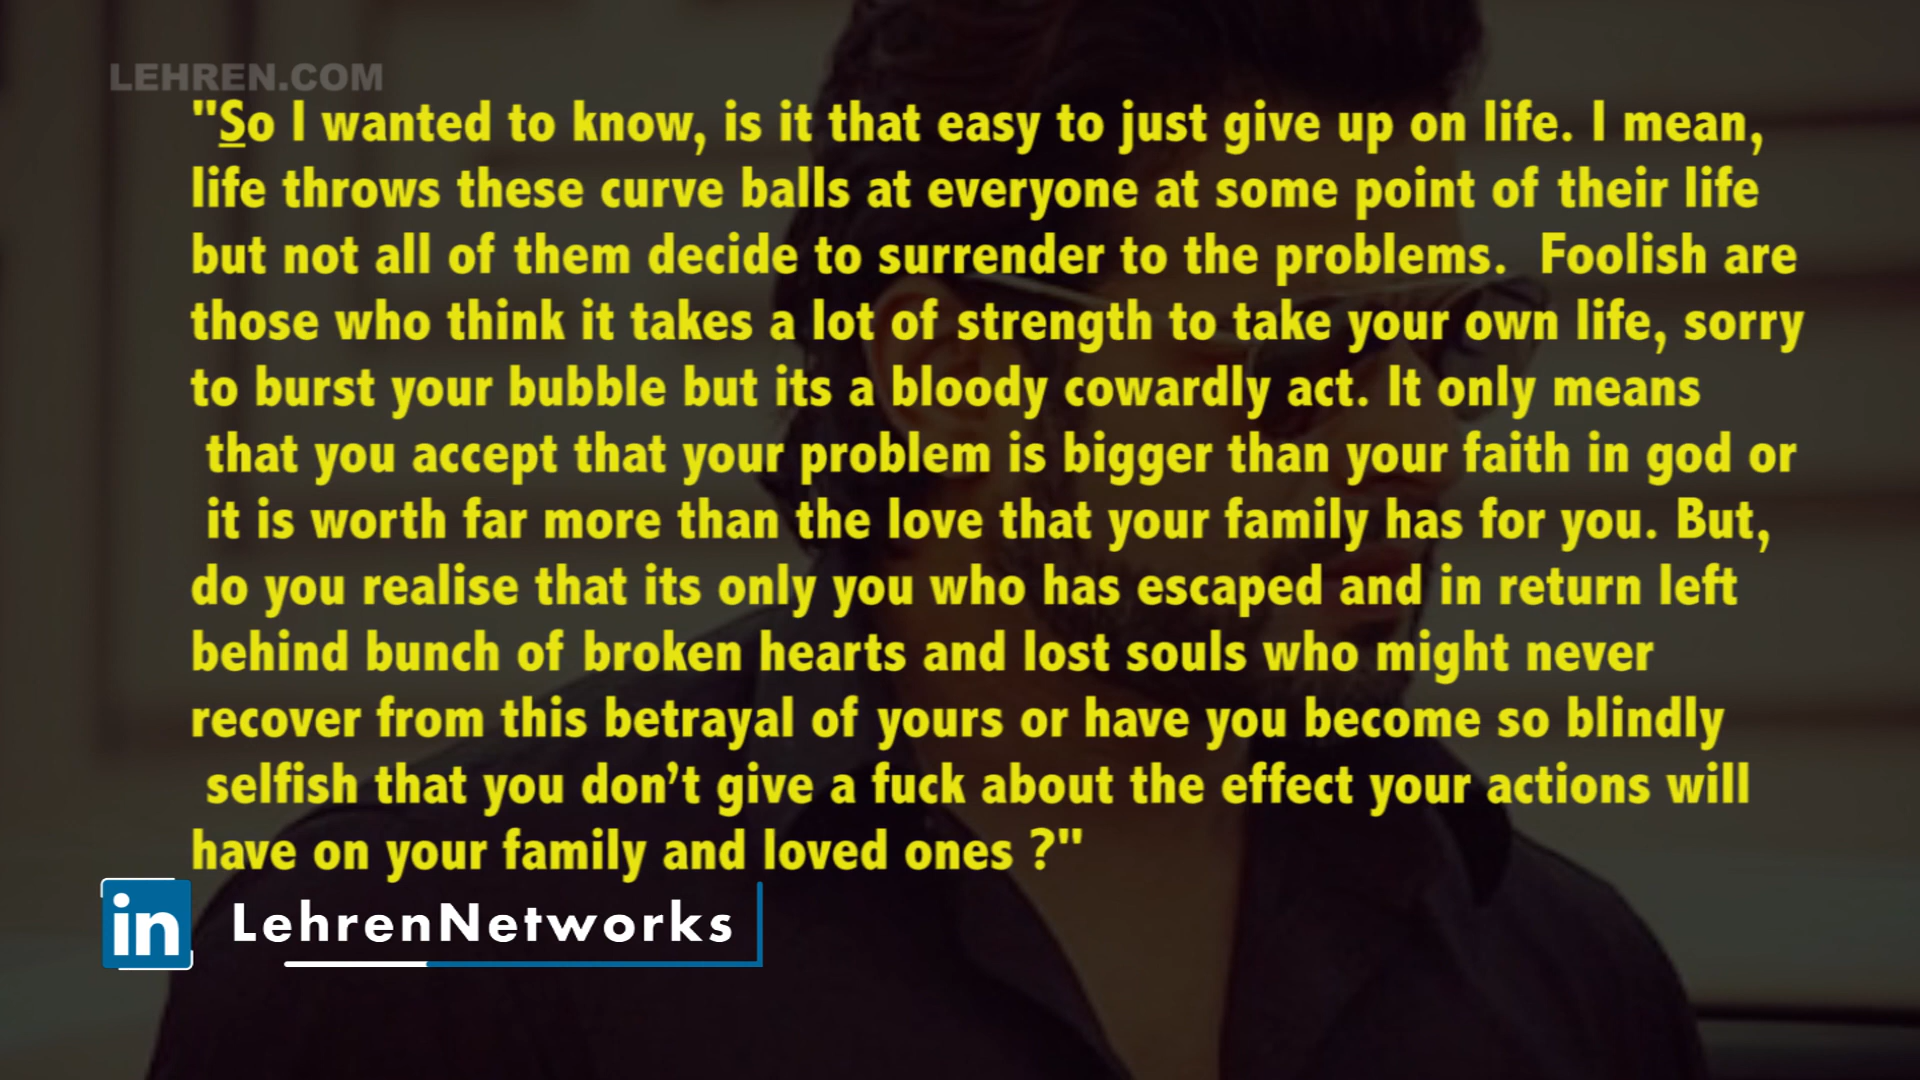 LEHREN.COM
"So I wanted to know, is it that easy to just give up on life. I mean,
life throws these curve balls at everyone at some point of their life
but not all of them decide to surrender to the problems.  Foolish are
those who think it takes a lot of strength to take your own life, sorry
to burst your bubble but its a bloody cowardly act. It only means
that you accept that your problem is bigger than your faith in god or
it is worth far more than the love that your family has for you. But,
do you realise that its only you who has escaped and in return left
behind bunch of broken hearts and lost souls who might never
recover from this betrayal of yours or have you become so blindly
selfish that you don’t give a fuck about the effect your actions will
have on your family and loved ones ?"
in LehrenNetworks